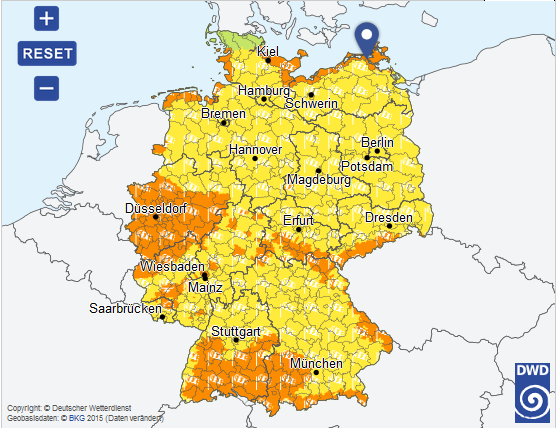 +
RESET
−
Kiel
Hamburg
Schwerin
Bremen
Berlin
Hannover
Potsdam
Magdeburg
Düsseldorf
Erfurt
Dresden
Wiesbaden
Mainz
Saarbrücken
Stuttgart
München
DWD
Copyright: © Deutscher Wetterdienst
Geobasisdaten: © BKG 2015 (Daten verändert)